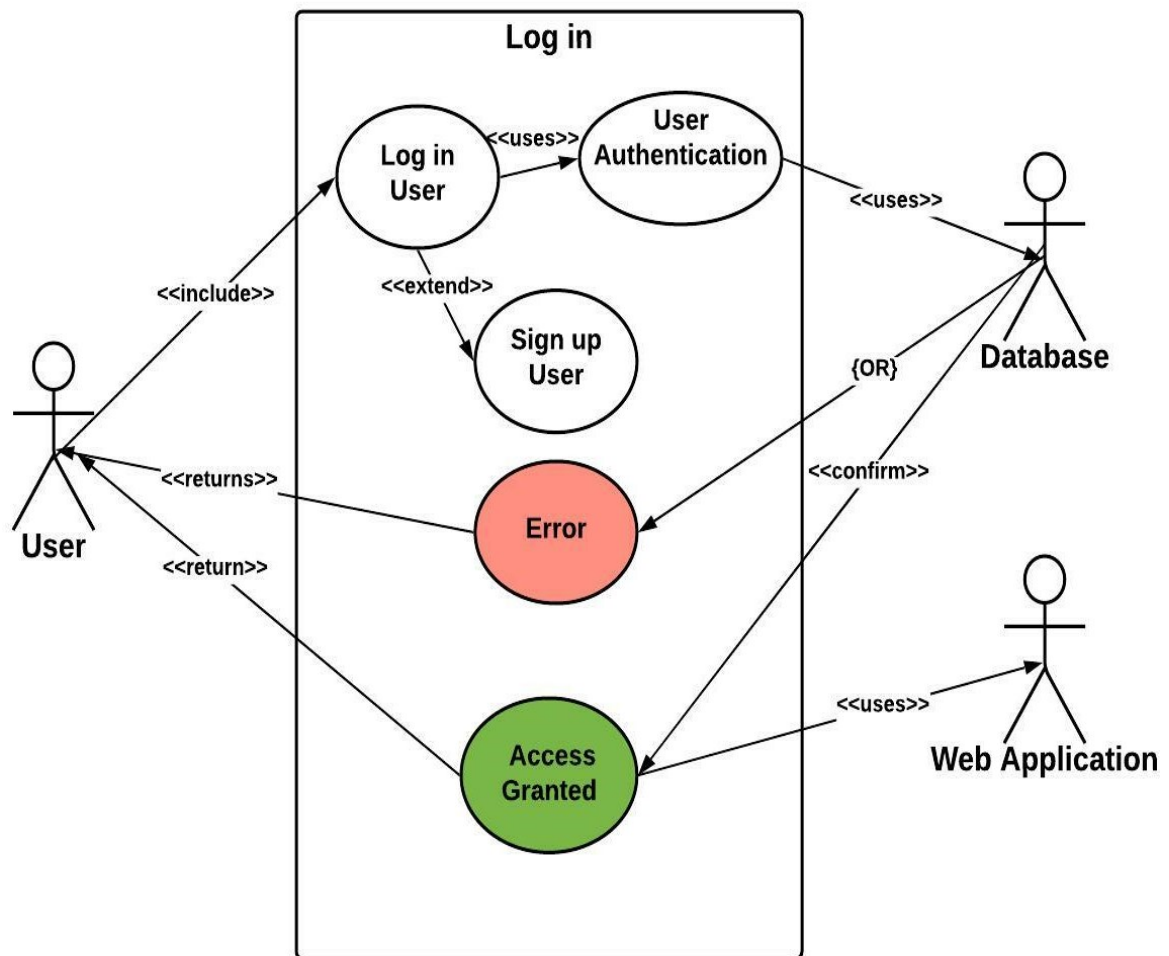 Log in
Log in
User
<<uses>>
User
Authentication
<<uses>>
<<include>>
<<extend>>
Sign up
User
Database
{OR}
<<confirm>>
<<returns>>
Error
User
<<return>>
<<uses>>
Access
Granted
Web Application